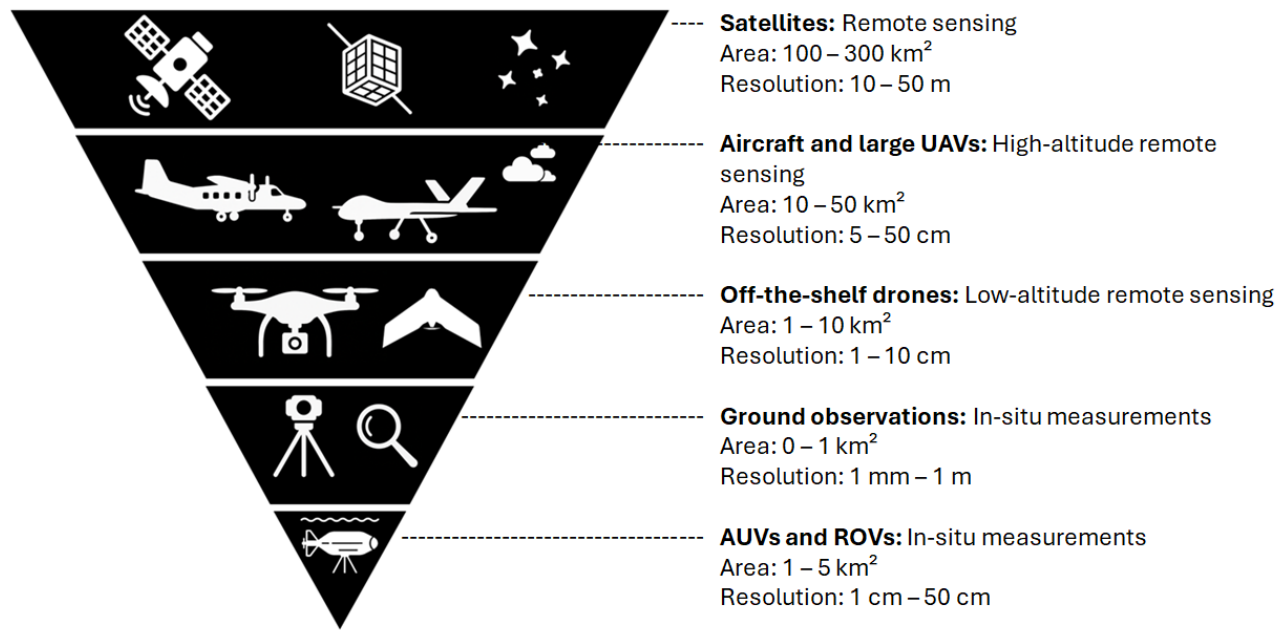 Satellites: Remote sensing
Area: 100 – 300 km²
Resolution: 10 – 50 m
Aircraft and large UAVs: High-altitude remote
sensing
Area: 10 – 50 km²
Resolution: 5 – 50 cm
Off-the-shelf drones: Low-altitude remote sensing
Area: 1 – 10 km²
Resolution: 1 – 10 cm
Ground observations: In-situ measurements
Area: 0 – 1 km²
Resolution: 1 mm – 1 m
AUVs and ROVs: In-situ measurements
Area: 1 – 5 km²
Resolution: 1 cm – 50 cm